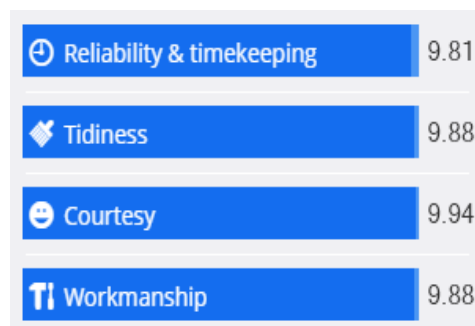 Reliability & timekeeping 9.81
Tidiness 9.88
Courtesy 9.94
Workmanship 9.88